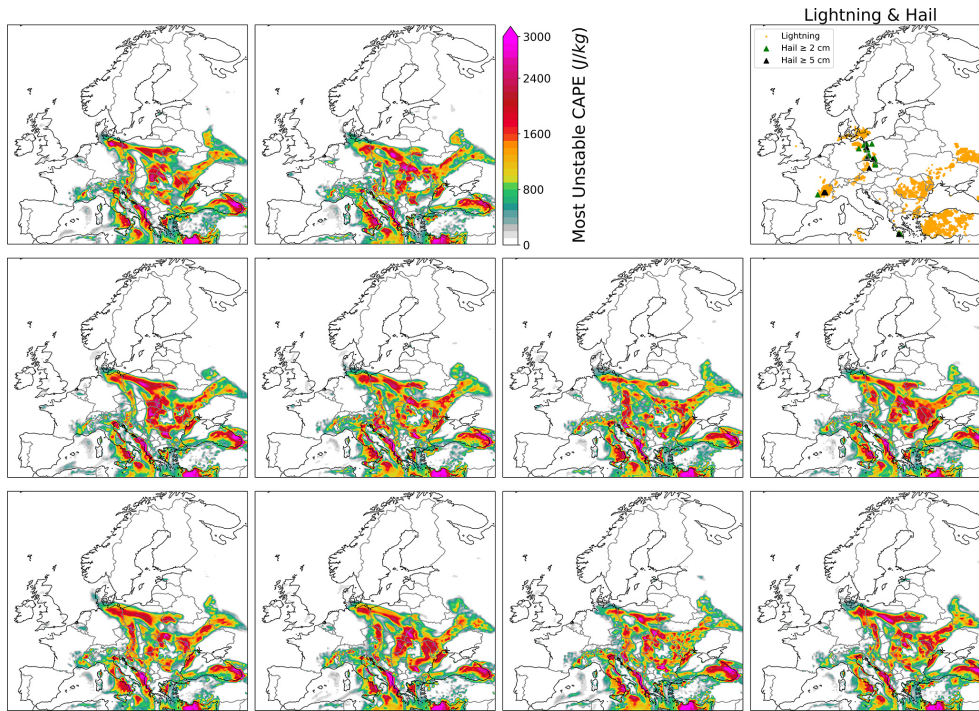 Lightning & Hail
Lightning
Hail ≥ 2 cm
Hail ≥ 5 cm
3000
2400
1600
800
0
Most Unstable CAPE (J/kg)